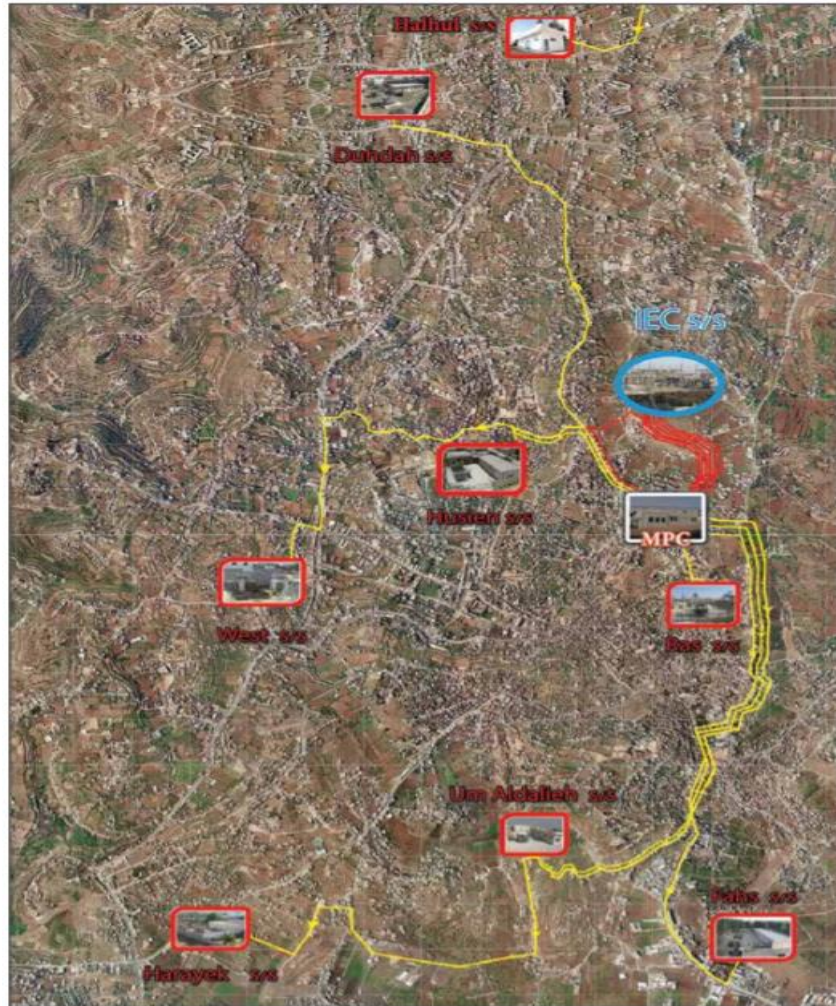 Halhul s/s
Duhdah s/s
IEC s/s
Husien s/s
MPC
West s/s
Ras s/s
Um Aldalieh s/s
Fahs s/s
Harayek s/s